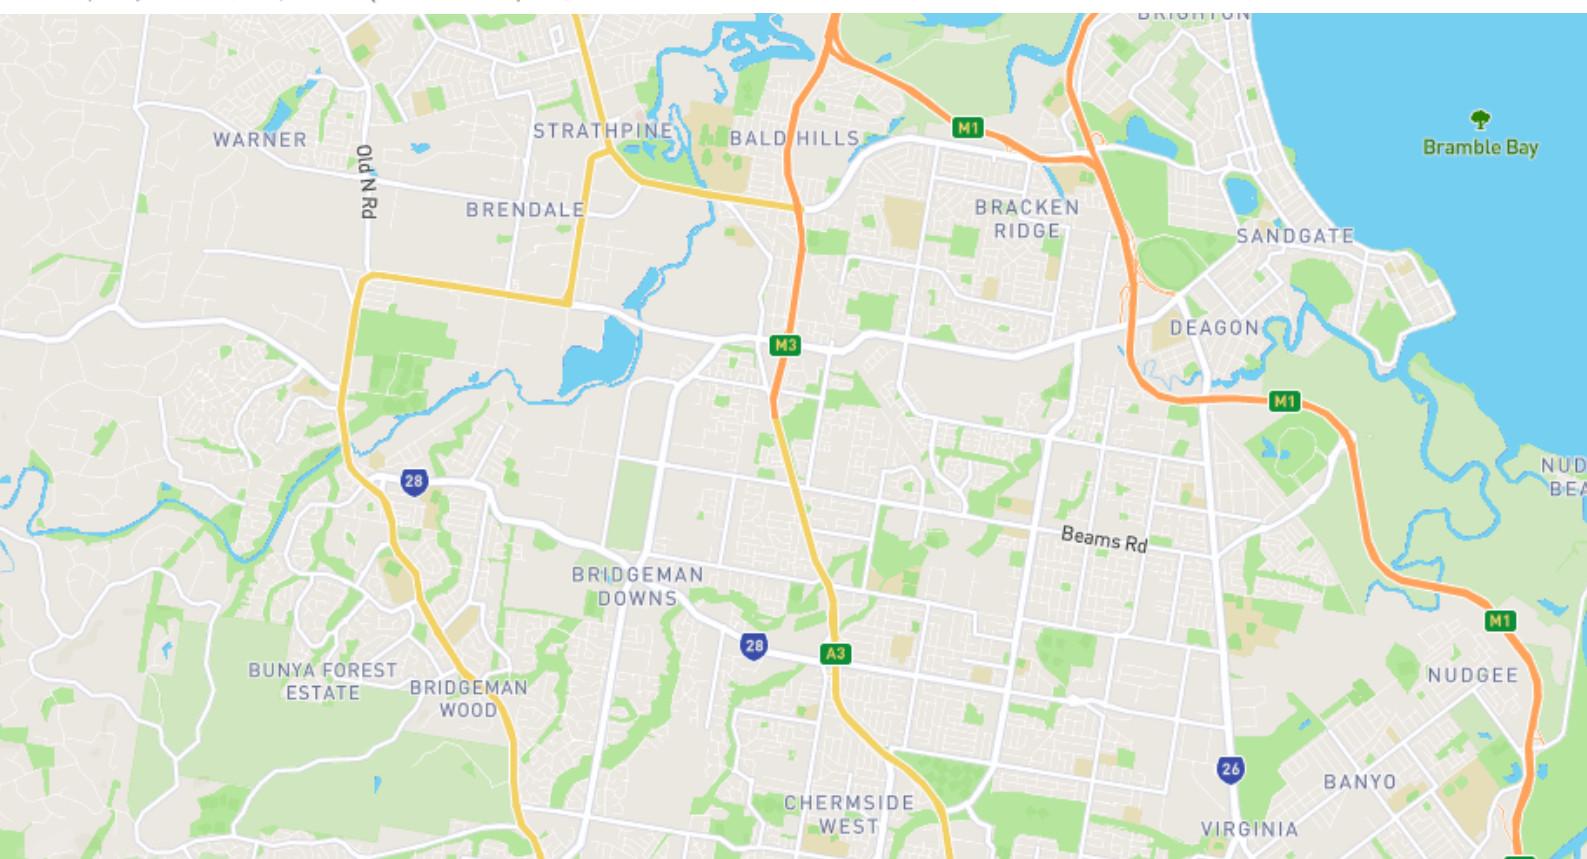 BRIGHTON
M1
STRATHPINE
BALD HILLS
WARNER
Bramble Bay
Old N Rd
BRENDALE
BRACKEN
RIDGE
SANDGATE
DEAGON
M3
M1
28
Beams Rd
BRIDGEMAN
DOWNS
M1
28
A3
BUNYA FOREST
ESTATE
BRIDGEMAN
WOOD
NUDGEE
26
BANYO
CHERMSIDE
WEST
VIRGINIA